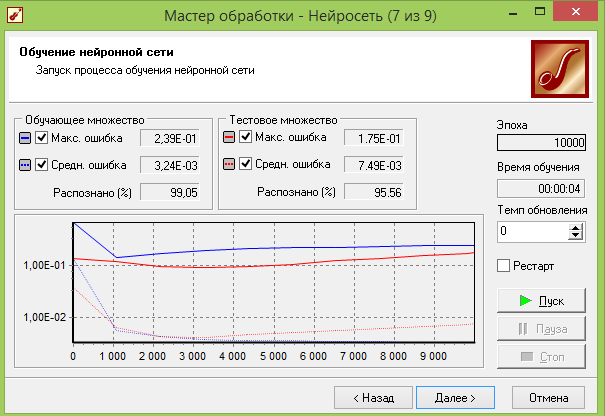 Мастер обработки - Нейросеть (7 из 9)
Обучение нейронной сети
Запуск процесса обучения нейронной сети
Обучающее множество
Макс. ошибка 2,39E-01
Средн. ошибка 3,24E-03
Распознано (%) 99,05
Тестовое множество
Макс. ошибка 1.75E-01
Средн. ошибка 7.49E-03
Распознано (%) 95.56
Эпоха
10000
Время обучения
00:00:04
Темп обновления
0
Рестарт
Пуск
Пауза
Стоп
1,00E-01
1,00E-02
0 1 000 2 000 3 000 4 000 5 000 6 000 7 000 8 000 9 000
< Назад Далее > Отмена